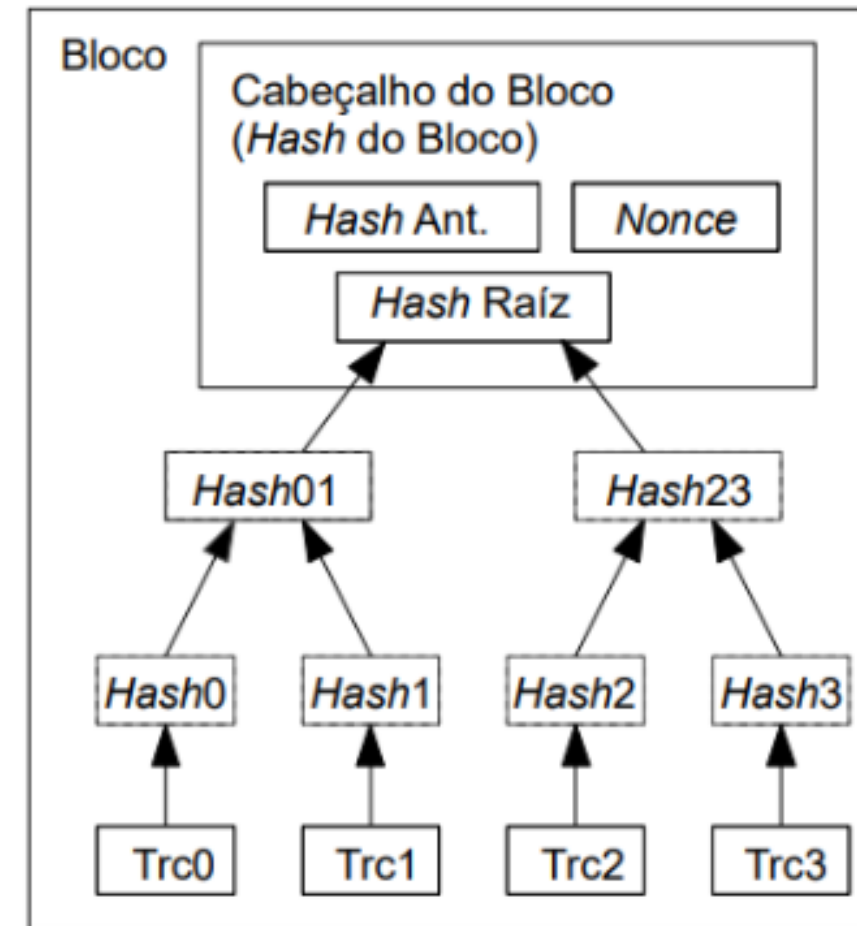 Bloco
Cabeçalho do Bloco
(Hash do Bloco)
Hash Ant.
Nonce
Hash Raíz
Hash01
Hash23
Hash0
Hash1
Hash2
Hash3
Trc0
Trc1
Trc2
Trc3